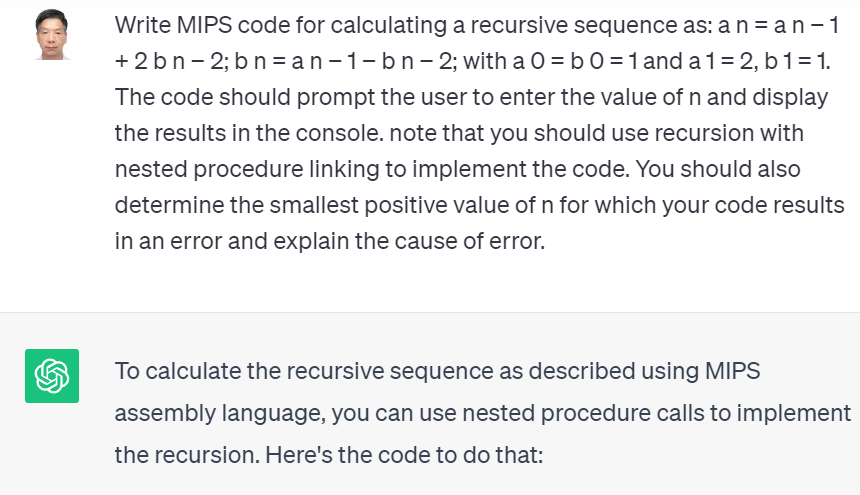 Write MIPS code for calculating a recursive sequence as: a n = a n − 1
+ 2 b n − 2; b n = a n − 1 − b n − 2; with a 0 = b 0 = 1 and a 1 = 2, b 1 = 1.
The code should prompt the user to enter the value of n and display
the results in the console. note that you should use recursion with
nested procedure linking to implement the code. You should also
determine the smallest positive value of n for which your code results
in an error and explain the cause of error.
To calculate the recursive sequence as described using MIPS
assembly language, you can use nested procedure calls to implement
the recursion. Here's the code to do that: